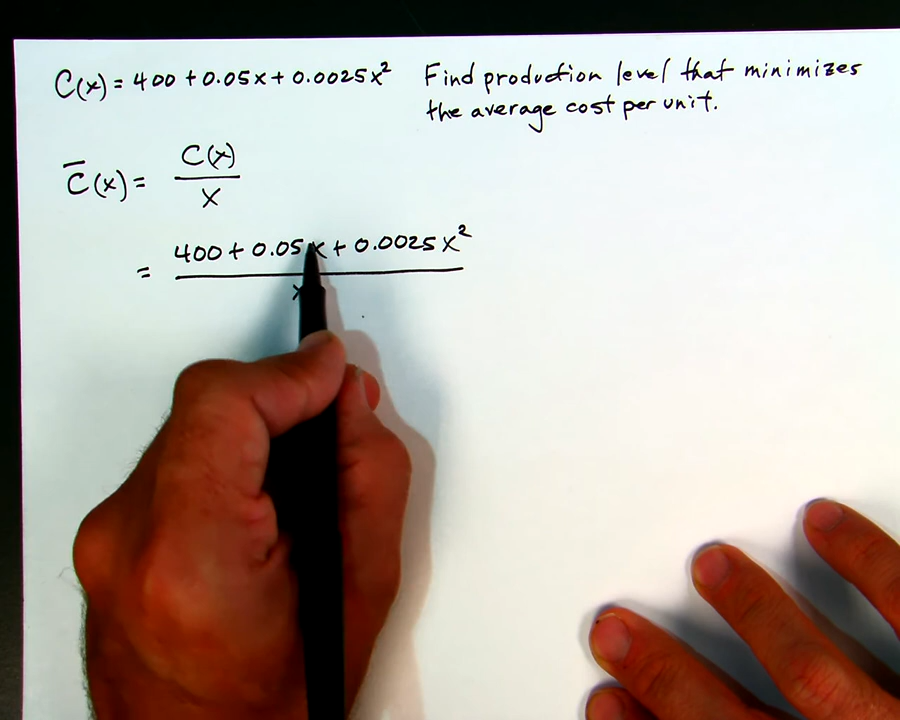 C(x) = 400 + 0.05x + 0.0025x² Find production level that minimizes
the average cost per unit.
C̄(x) = C(x)
x
= 400 + 0.05x + 0.0025x²
x